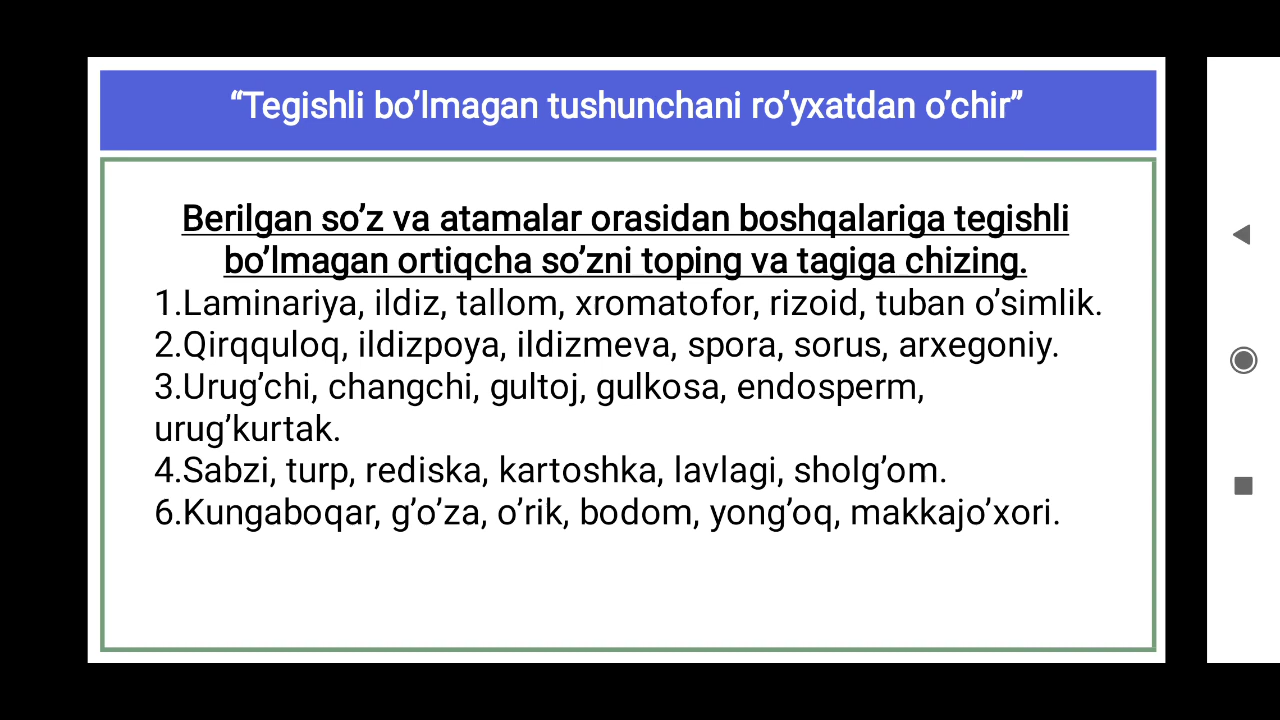 “Tegishli bo’lmagan tushunchani ro’yxatdan o’chir”
Berilgan so’z va atamalar orasidan boshqalariga tegishli
bo’lmagan ortiqcha so’zni toping va tagiga chizing.
1.Laminariya, ildiz, tallom, xromatofor, rizoid, tuban o’simlik.
2.Qirqquloq, ildizpoya, ildizmeva, spora, sorus, arxegoniy.
3.Urug’chi, changchi, gultoj, gulkosa, endosperm,
urug’kurtak.
4.Sabzi, turp, rediska, kartoshka, lavlagi, sholg’om.
6.Kungaboqar, g’o’za, o’rik, bodom, yong’oq, makkajo’xori.